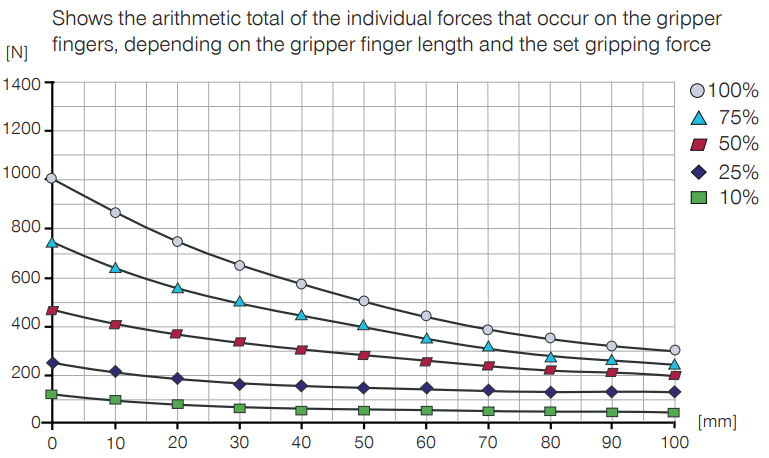 Shows the arithmetic total of the individual forces that occur on the gripper
fingers, depending on the gripper finger length and the set gripping force
[N]
1400
1200
1000
800
600
400
200
0
0 10 20 30 40 50 60 70 80 90 100
[mm]
100%
75%
50%
25%
10%